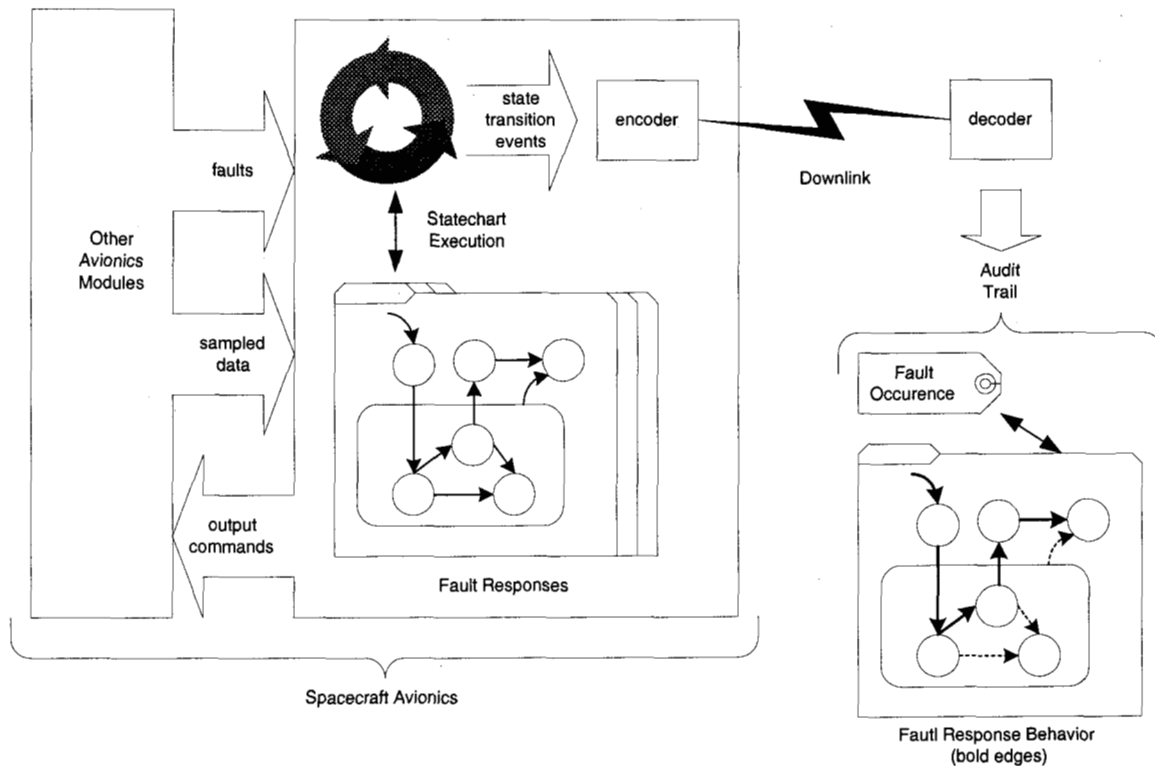 faults
Other
Avionics
Modules
sampled
data
output
commands
state
transition
events
Statechart
Execution
Fault Responses
encoder
Downlink
decoder
Audit
Trail
Fault
Occurence
Fautl Response Behavior
(bold edges)
Spacecraft Avionics